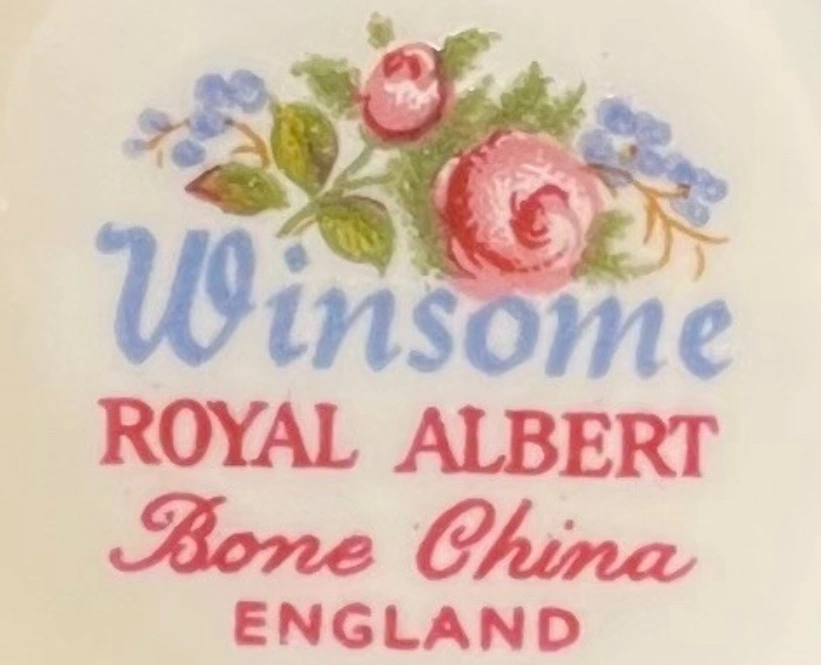 Winsome
ROYAL ALBERT
Bone China
ENGLAND